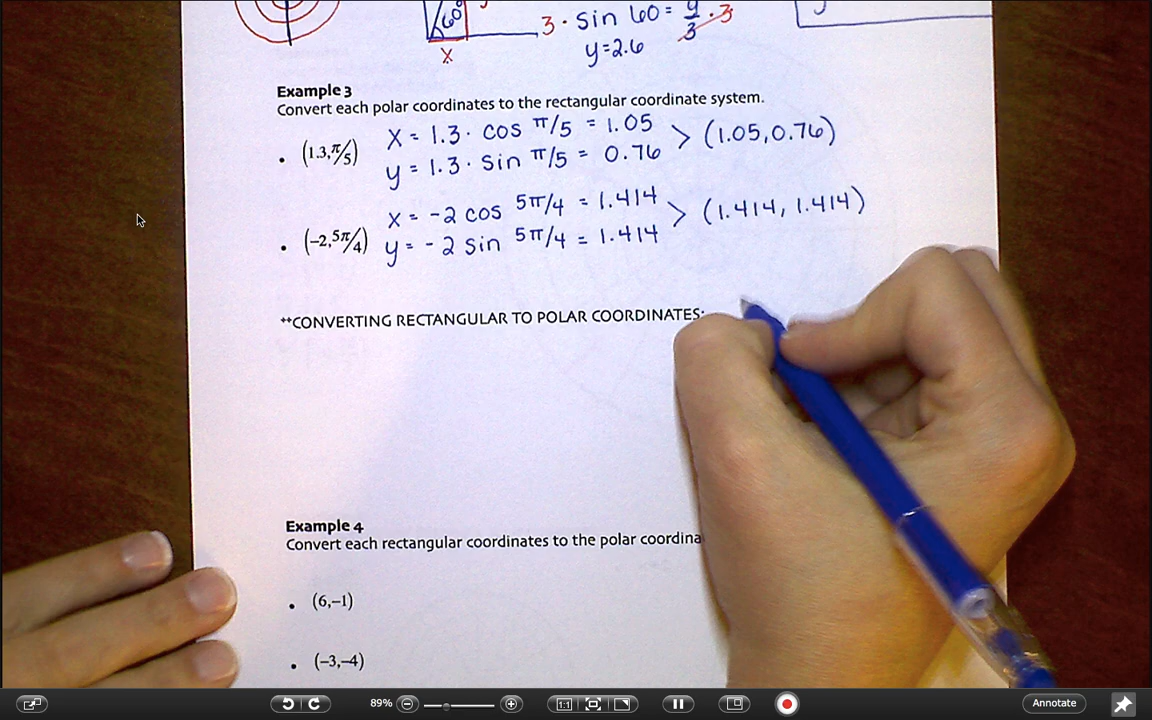 60°
3 · sin 60 = y/3 · 3
x
y=2.6
Example 3
Convert each polar coordinates to the rectangular coordinate system.
• (1.3,π/5)
x = 1.3 · cos π/5 = 1.05
y = 1.3 · sin π/5 = 0.76
> (1.05,0.76)
• (−2,5π/4)
x = -2 cos 5π/4 = 1.414
y = -2 sin 5π/4 = 1.414
> (1.414, 1.414)
**CONVERTING RECTANGULAR TO POLAR COORDINATES:
Example 4
Convert each rectangular coordinates to the polar coordina
• (6,−1)
• (−3,−4)
89%
1:1
Annotate